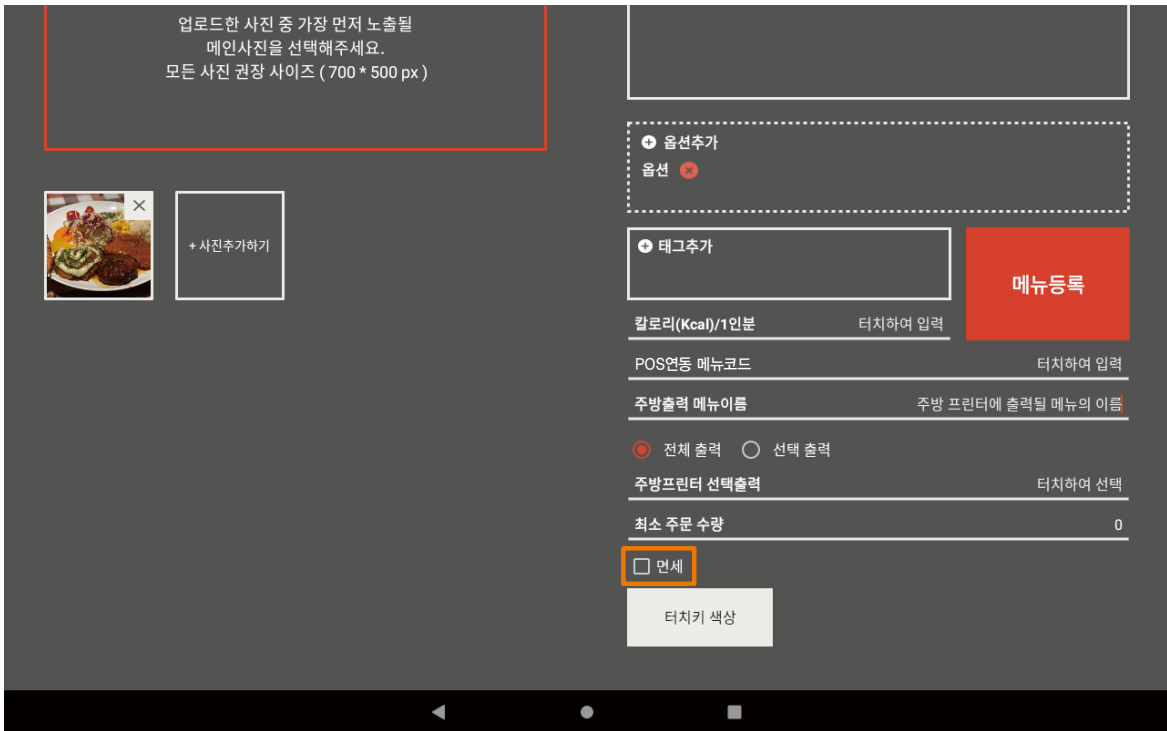 업로드한 사진 중 가장 먼저 노출될
메인사진을 선택해주세요.
모든 사진 권장 사이즈 ( 700 * 500 px )
+ 사진추가하기
옵션추가
옵션
태그추가
메뉴등록
칼로리(Kcal)/1인분 터치하여 입력
POS연동 메뉴코드 터치하여 입력
주방출력 메뉴이름 주방 프린터에 출력될 메뉴의 이름
전체 출력 선택 출력
주방프린터 선택출력 터치하여 선택
최소 주문 수량 0
면세
터치키 색상